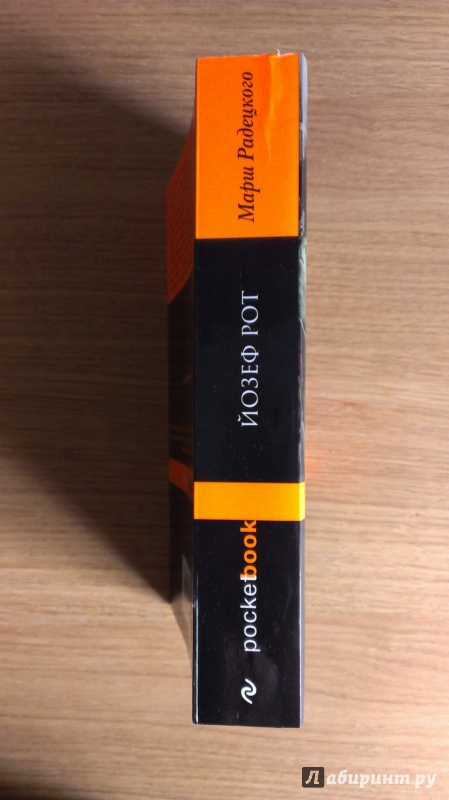 Марш Радецкого
ЙОЗЕФ РОТ
pocketbook
Лабиринт.ру